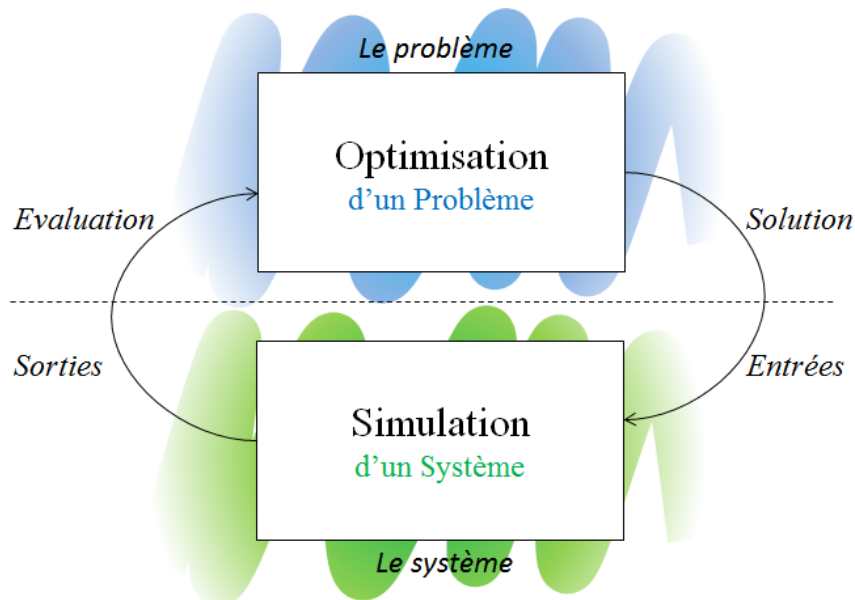 Le problème
Optimisation
d’un Problème
Evaluation
Solution
Sorties
Entrées
Simulation
d’un Système
Le système